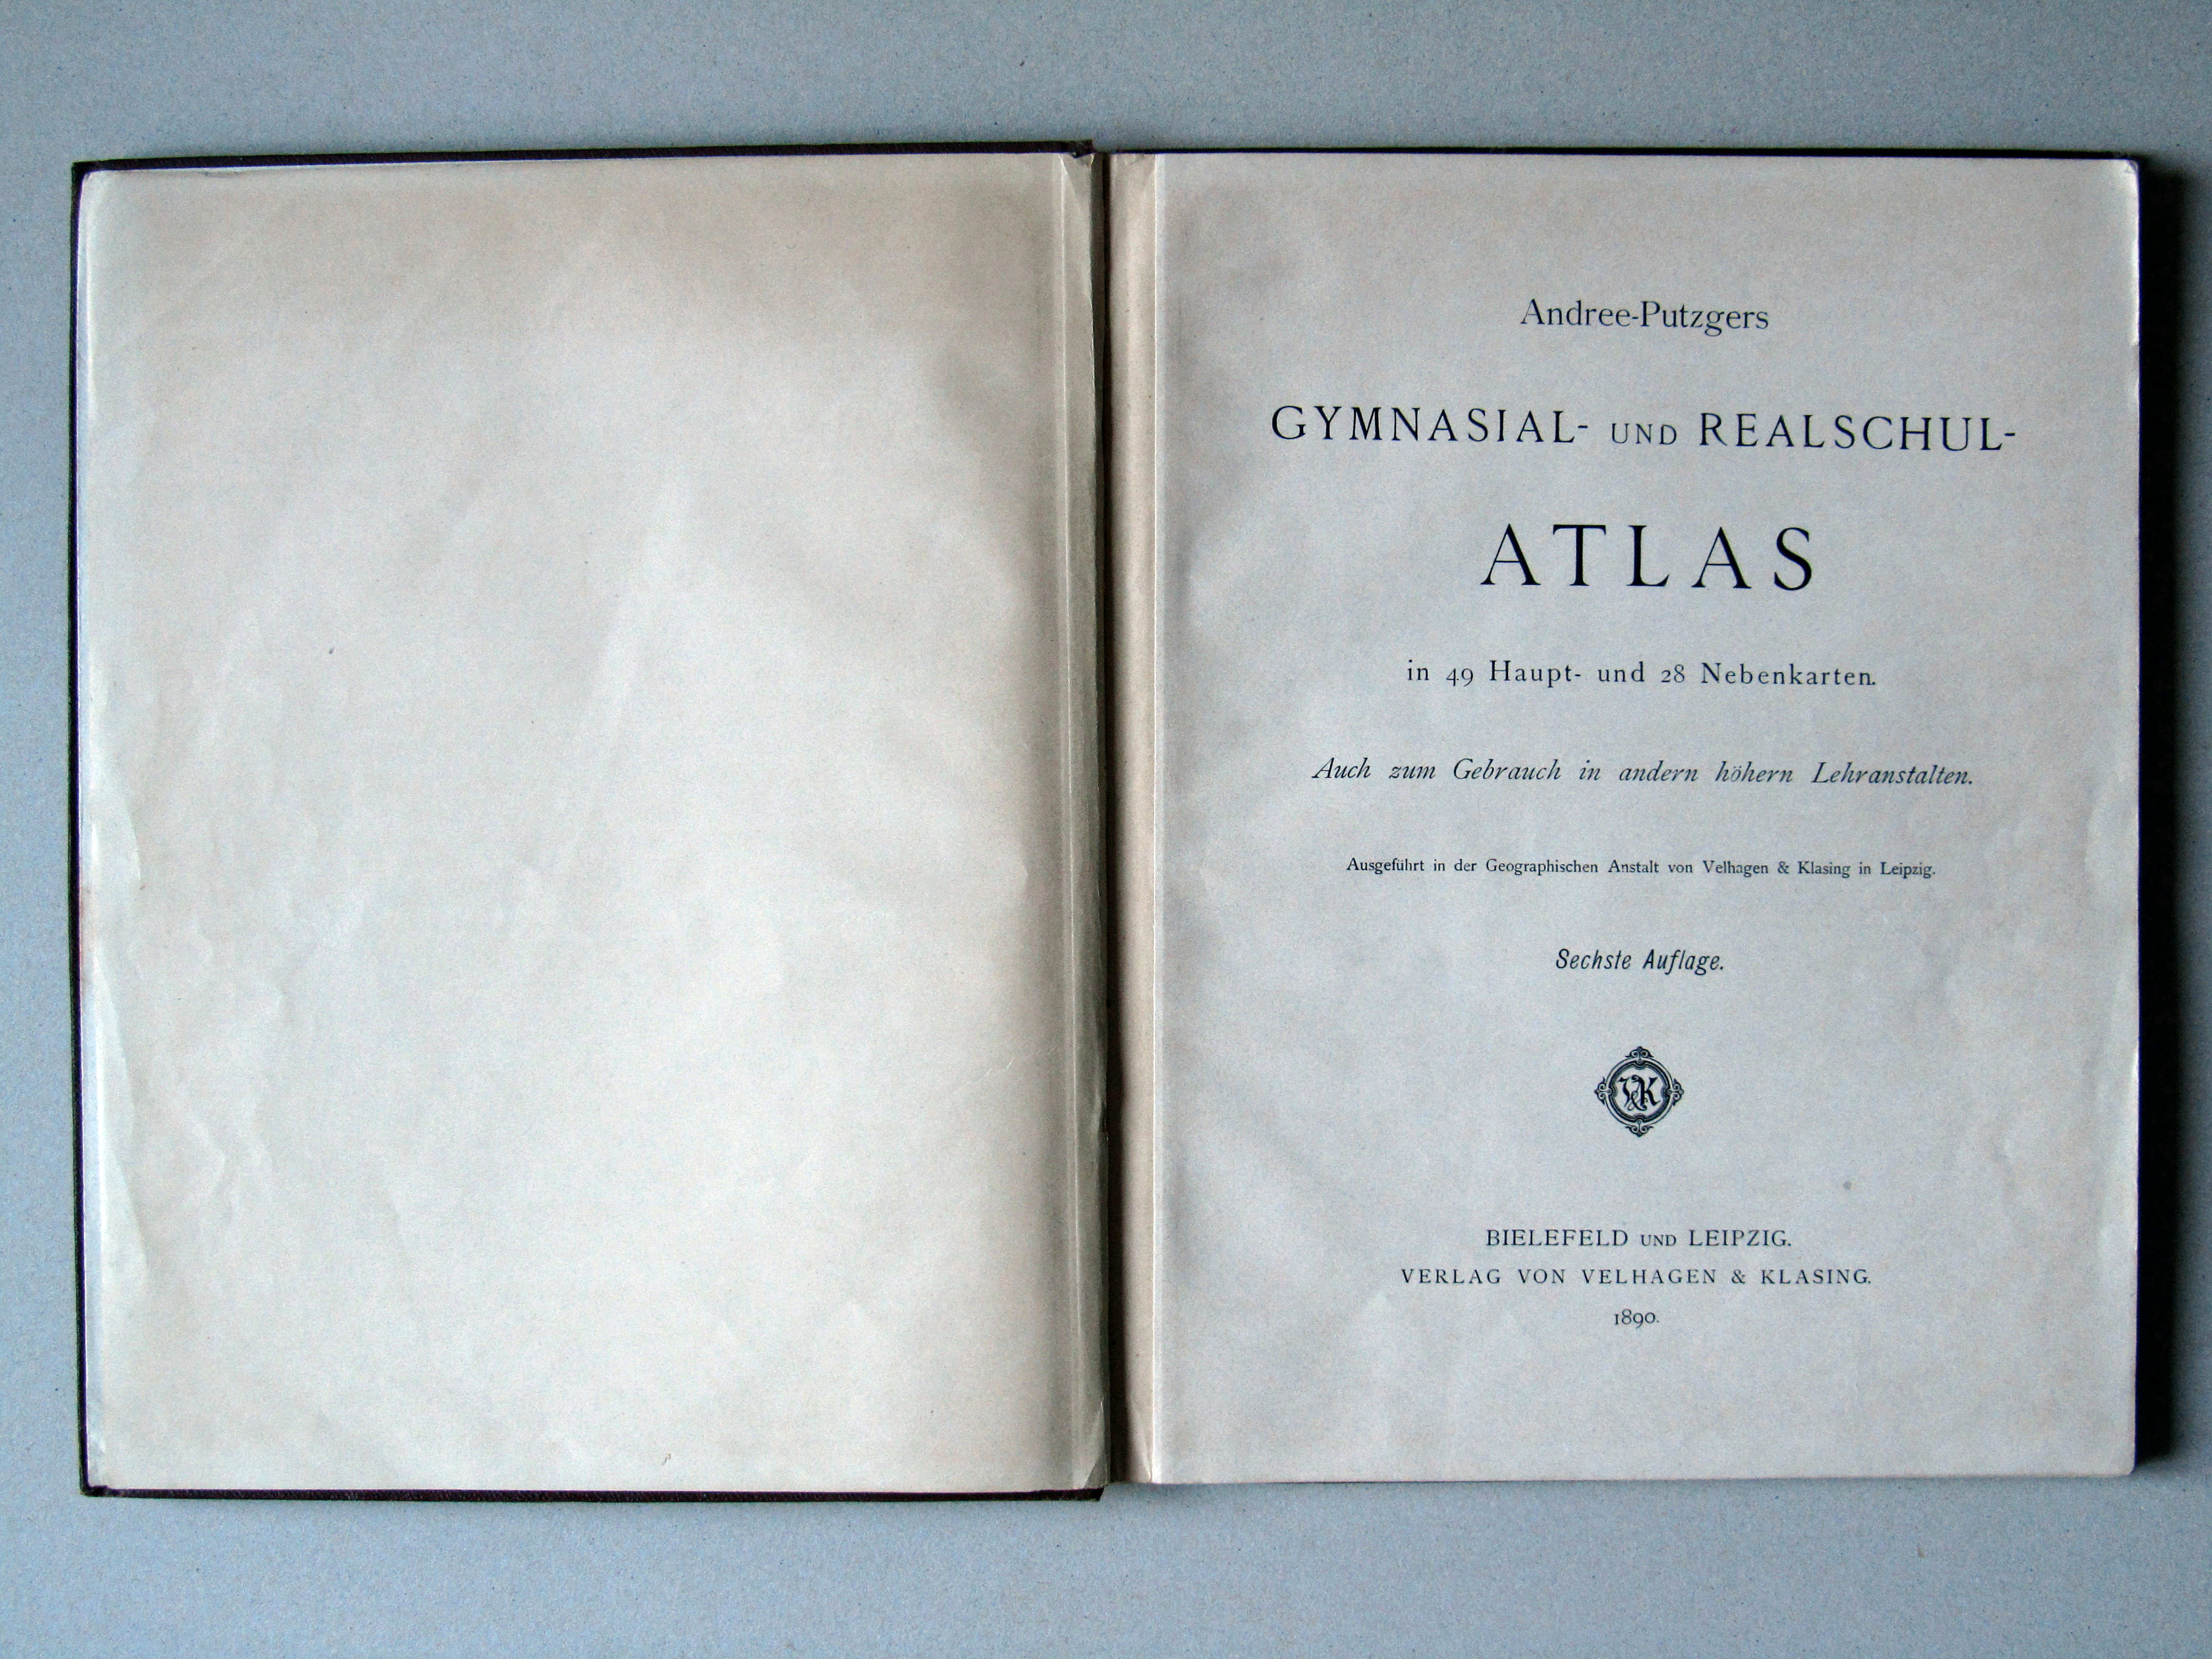 Andree-Putzgers
GYMNASIAL- UND REALSCHUL-
ATLAS
in 49 Haupt- und 28 Nebenkarten.
Auch zum Gebrauch in andern höhern Lehranstalten.
Ausgeführt in der Geographischen Anstalt von Velhagen & Klasing in Leipzig.
Sechste Auflage.
V&K
BIELEFELD UND LEIPZIG.
VERLAG VON VELHAGEN & KLASING.
1890.